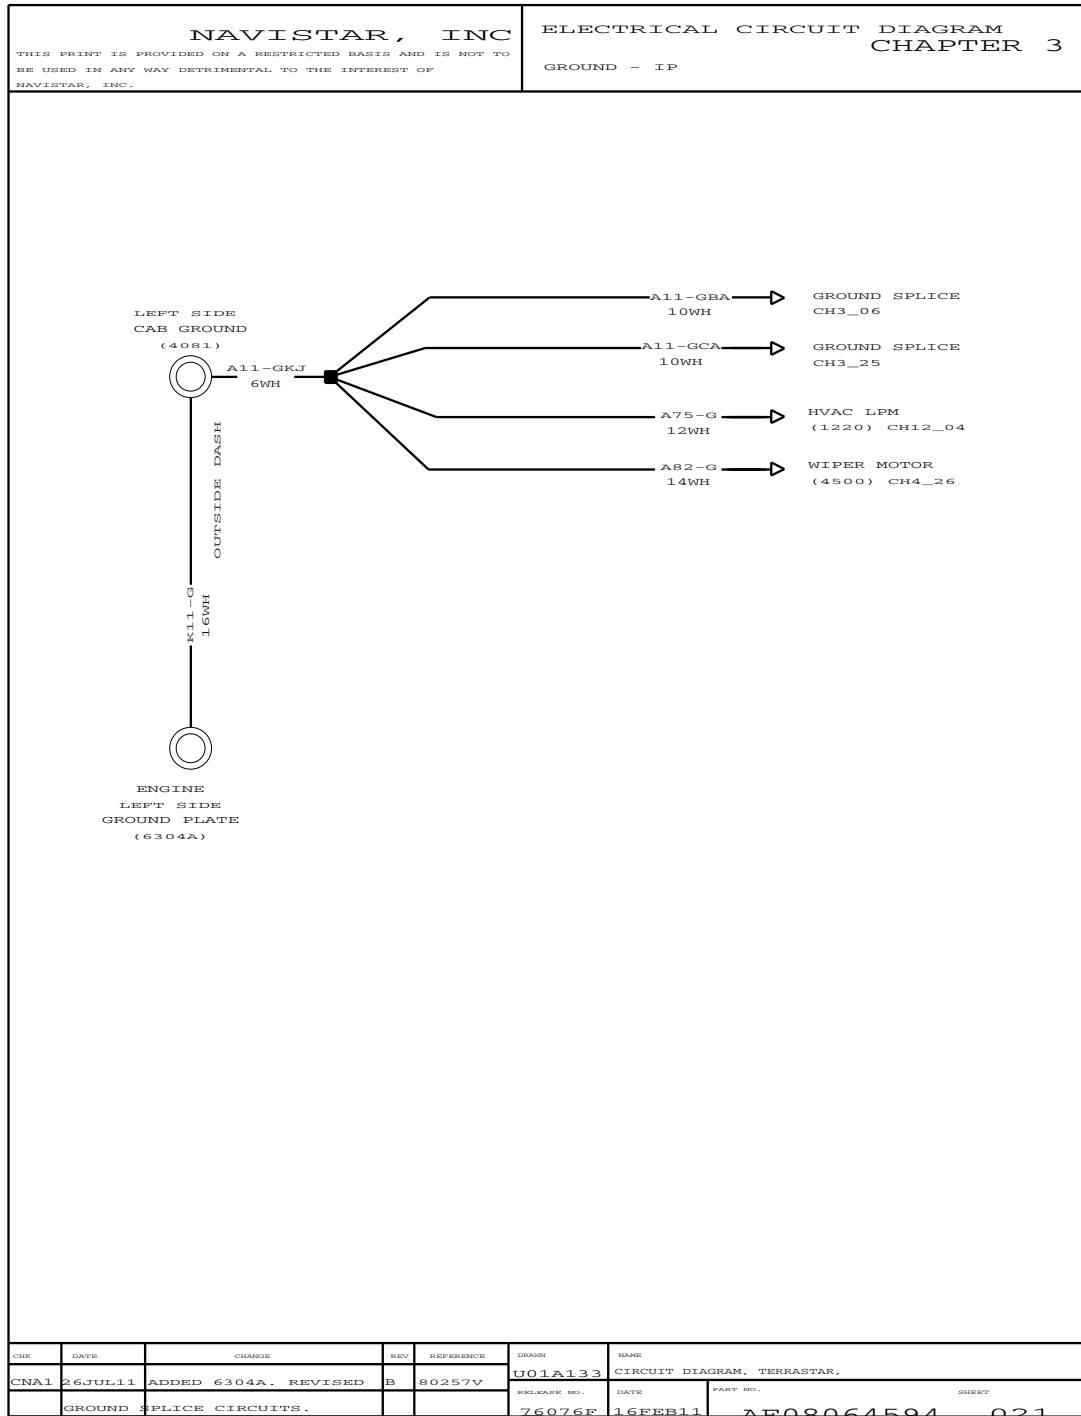 NAVISTAR, INC
THIS PRINT IS PROVIDED ON A RESTRICTED BASIS AND IS NOT TO
BE USED IN ANY WAY DETRIMENTAL TO THE INTEREST OF
NAVISTAR, INC.
ELECTRICAL CIRCUIT DIAGRAM
CHAPTER 3
GROUND - IP
LEFT SIDE
CAB GROUND
(4081)
A11-GKJ
6WH
A11-GBA
10WH
GROUND SPLICE
CH3_06
A11-GCA
10WH
GROUND SPLICE
CH3_25
A75-G
12WH
HVAC LPM
(1220) CH12_04
A82-G
14WH
WIPER MOTOR
(4500) CH4_26
OUTSIDE DASH
K11-G
16WH
ENGINE
LEFT SIDE
GROUND PLATE
(6304A)
CHK DATE CHANGE REV REFERENCE
CNA1 26JUL11 ADDED 6304A. REVISED B 80257V
GROUND SPLICE CIRCUITS.
DRAWN
U01A133
NAME
CIRCUIT DIAGRAM, TERRASTAR,
RELEASE NO.
76076F
DATE
16FEB11
PART NO.
AF08064594
SHEET
021